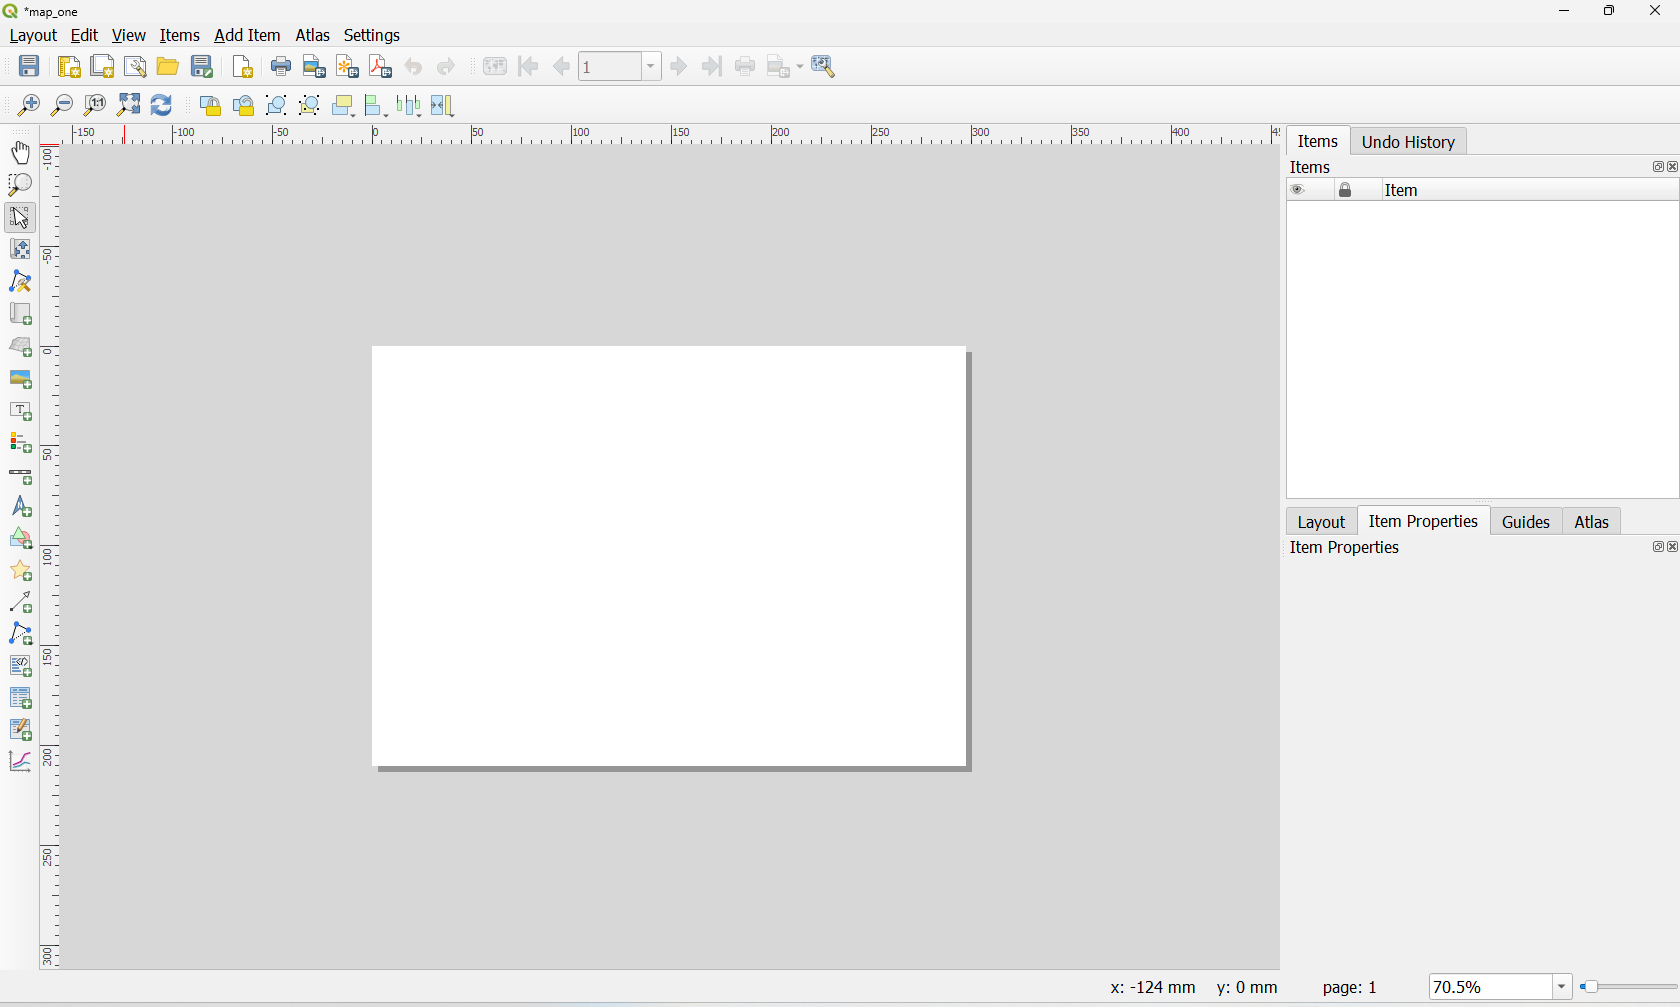 *map_one
Layout Edit View Items Add Item Atlas Settings
1
-150 -100 -50 0 50 100 150 200 250 300 350 400
Items Undo History
Items
Item
-100
-50
0
50
100
150
200
250
300
Layout Item Properties Guides Atlas
Item Properties
x: -124 mm y: 0 mm page: 1 70.5%